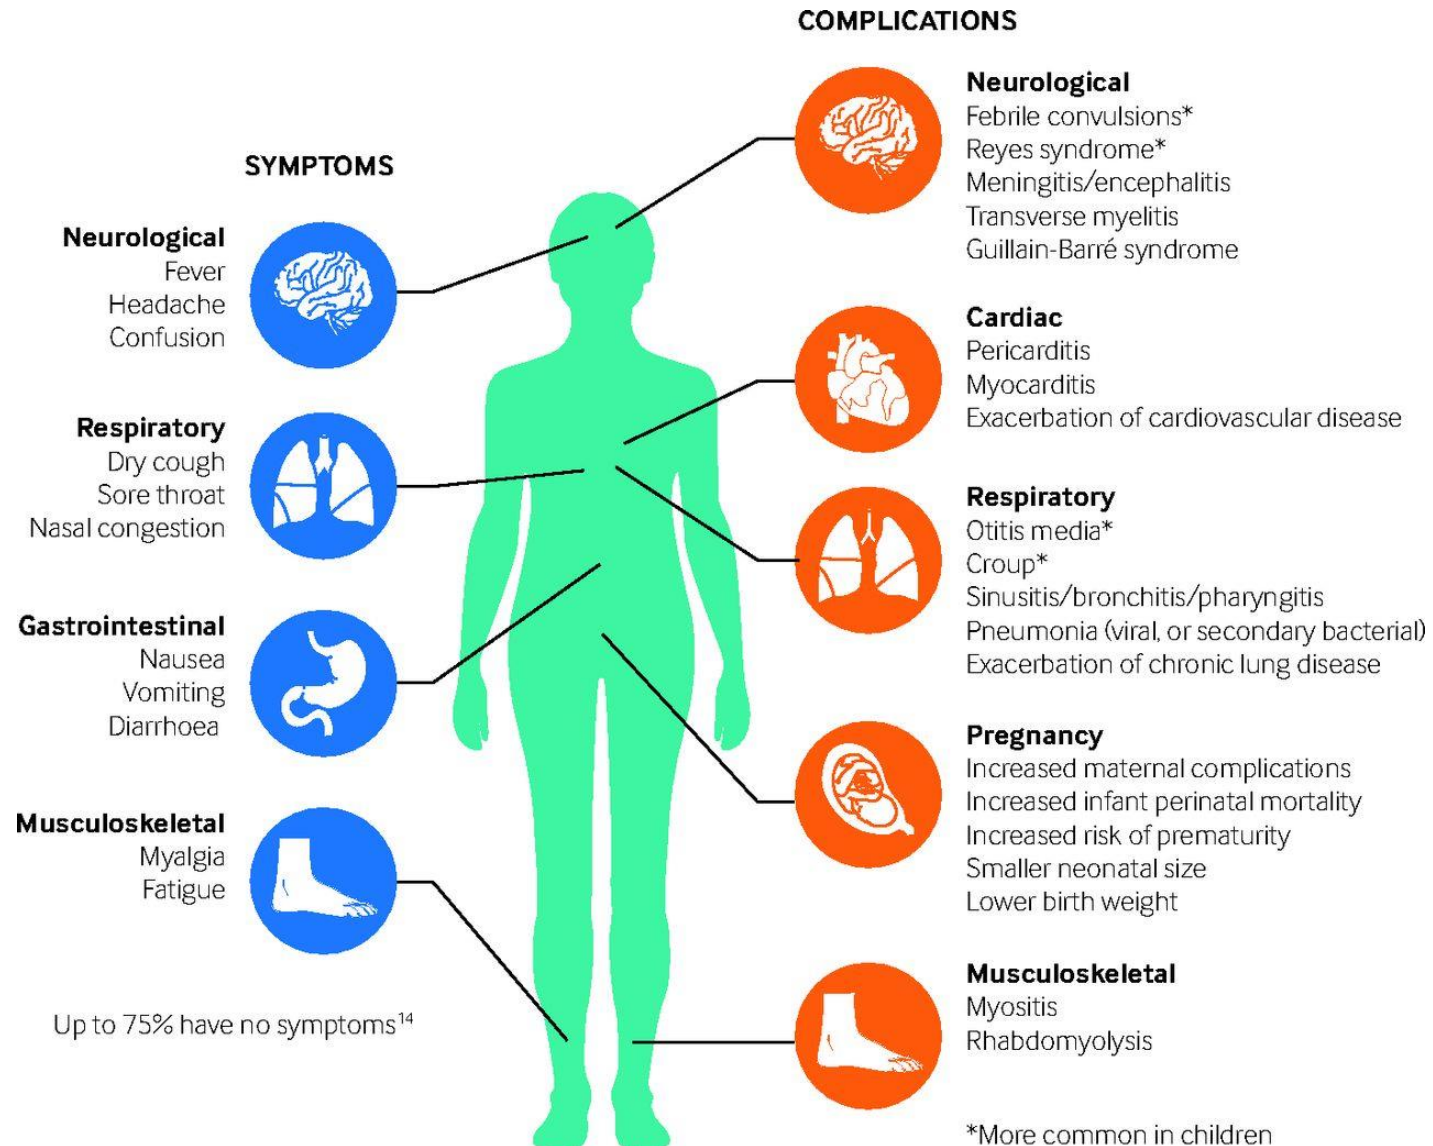 SYMPTOMS
Neurological
Fever
Headache
Confusion
Respiratory
Dry cough
Sore throat
Nasal congestion
Gastrointestinal
Nausea
Vomiting
Diarrhoea
Musculoskeletal
Myalgia
Fatigue
Up to 75% have no symptoms¹⁴
COMPLICATIONS
Neurological
Febrile convulsions*
Reyes syndrome*
Meningitis/encephalitis
Transverse myelitis
Guillain-Barré syndrome
Cardiac
Pericarditis
Myocarditis
Exacerbation of cardiovascular disease
Respiratory
Otitis media*
Croup*
Sinusitis/bronchitis/pharyngitis
Pneumonia (viral, or secondary bacterial)
Exacerbation of chronic lung disease
Pregnancy
Increased maternal complications
Increased infant perinatal mortality
Increased risk of prematurity
Smaller neonatal size
Lower birth weight
Musculoskeletal
Myositis
Rhabdomyolysis
*More common in children